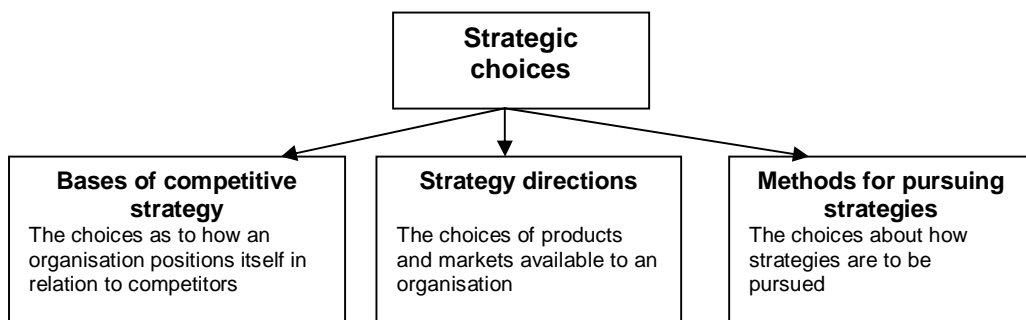 Strategic
choices
Bases of competitive
strategy
The choices as to how an
organisation positions itself in
relation to competitors
Strategy directions
The choices of products
and markets available to an
organisation
Methods for pursuing
strategies
The choices about how
strategies are to be
pursued